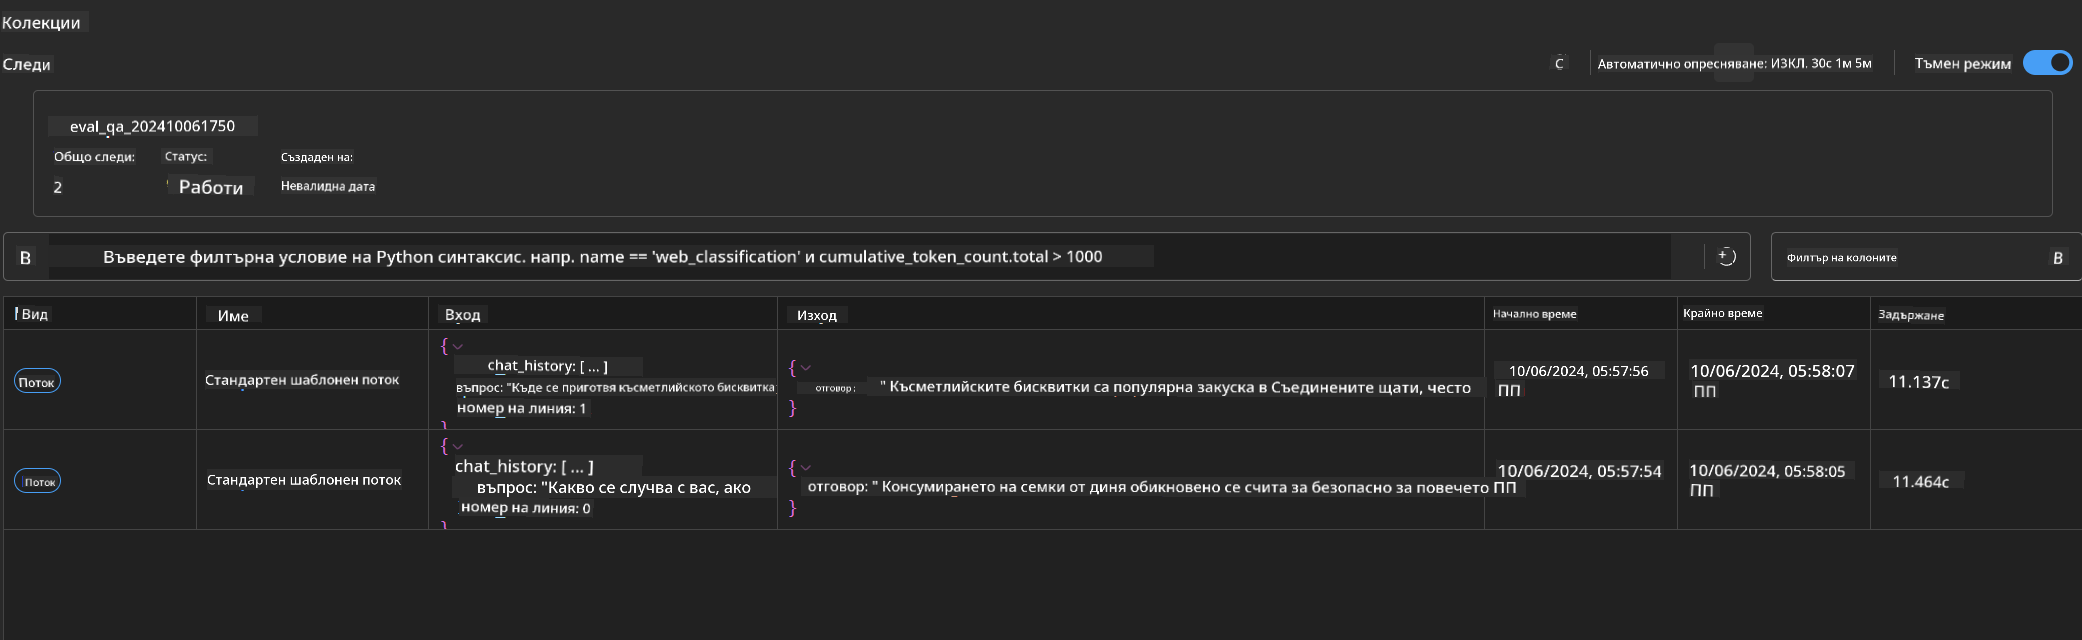 Колекции
Следи
C
Автоматично опресняване: ИЗКЛ. 30с 1м 5м
Тъмен режим
eval_qa_202410061750
Общо следи: Статус: Създаден на:
2 Работи Невалидна дата
В Въведете филтърна условие на Python синтаксис. напр. name == 'web_classification' и cumulative_token_count.total > 1000
Филтър на колоните В
Вид Име Вход Изход Начално време Крайно време Задържане
Поток
Стандартен шаблонен поток
{
chat_history: [ ... ]
въпрос: "Къде се приготвя късметлийското бисквитка
номер на линия: 1
}
{
отговор: " Късметлийските бисквитки са популярна закуска в Съединените щати, често
}
10/06/2024, 05:57:56
ПП
10/06/2024, 05:58:07
ПП
11.137с
Поток
Стандартен шаблонен поток
{
chat_history: [ ... ]
въпрос: "Какво се случва с вас, ако
номер на линия: 0
}
{
отговор: " Консумирането на семки от диня обикновено се счита за безопасно за повечето
}
10/06/2024, 05:57:54
ПП
10/06/2024, 05:58:05
ПП
11.464с